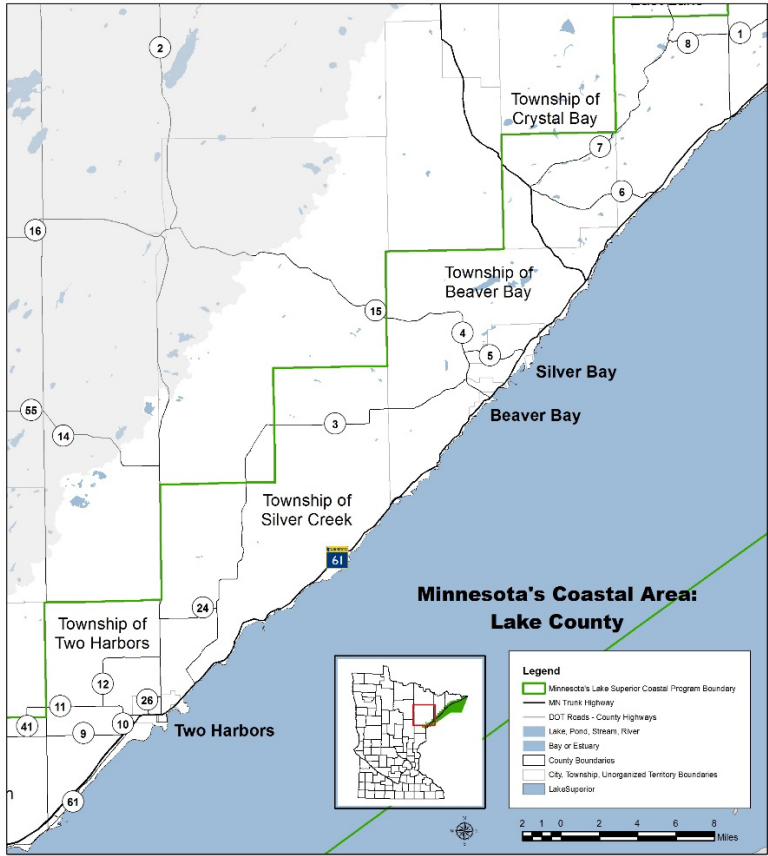 2
8
1
Township of
Crystal Bay
7
6
16
Township of
Beaver Bay
15
4
5
Silver Bay
Beaver Bay
55
14
3
Township of
Silver Creek
61
Minnesota's Coastal Area:
Lake County
24
Township of
Two Harbors
12
26
11
10
41
9
Two Harbors
61
Legend
Minnesota's Lake Superior Coastal Program Boundary
MN Trunk Highway
DOT Roads - County Highways
Lake, Pond, Stream, River
Bay or Estuary
County Boundaries
City, Township, Unorganized Territory Boundaries
LakeSuperior
2 1 0 2 4 6 8
Miles